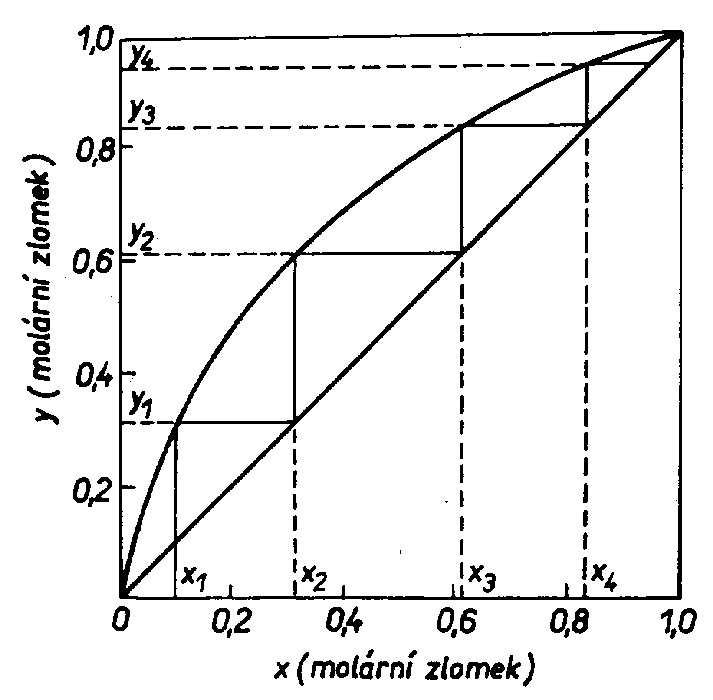 1,0
y4
y3
0,8
y2
0,6
0,4
y1
0,2
y (molární zlomek)
x1 x2 x3 x4
0 0,2 0,4 0,6 0,8 1,0
x (molární zlomek)